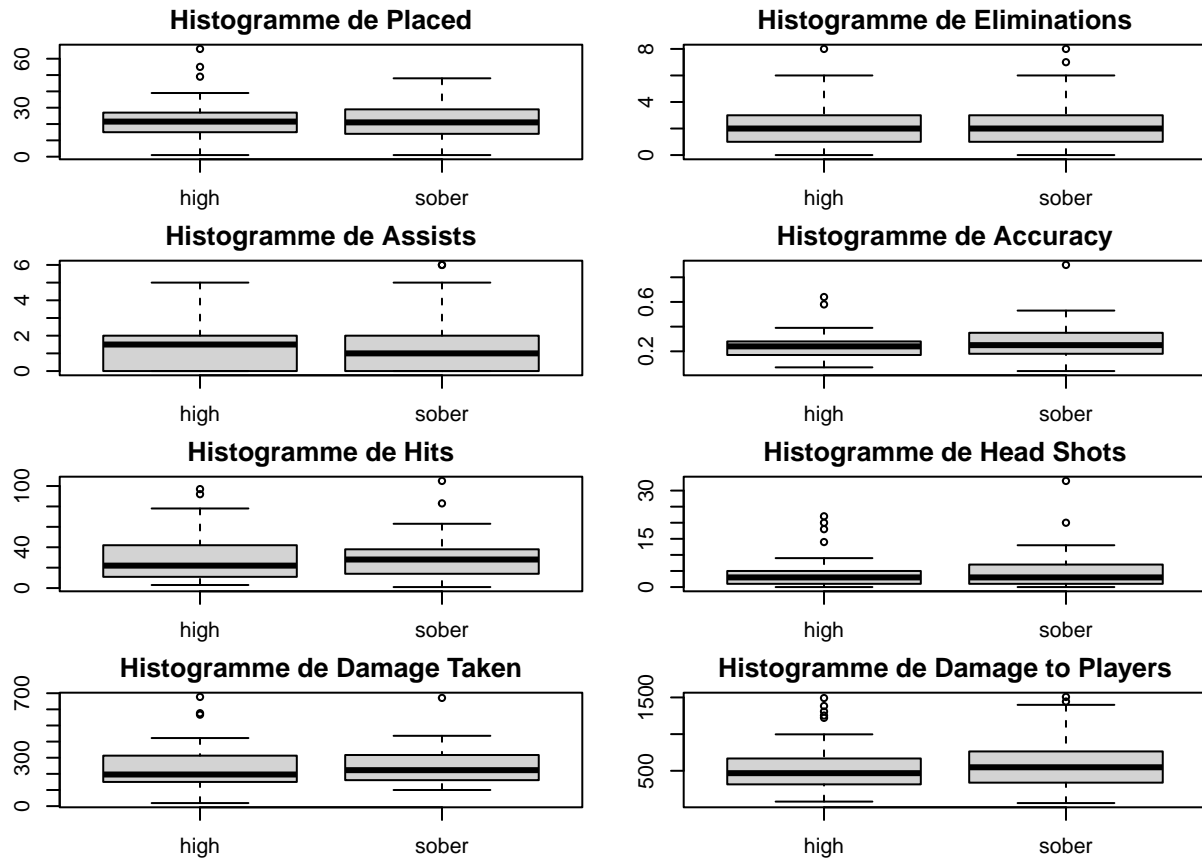 Histogramme de Placed
60
30
0
high
sober
Histogramme de Eliminations
8
4
0
high
sober
Histogramme de Assists
6
4
2
0
high
sober
Histogramme de Accuracy
0.6
0.2
high
sober
Histogramme de Hits
100
40
0
high
sober
Histogramme de Head Shots
30
15
0
high
sober
Histogramme de Damage Taken
700
300
0
high
sober
Histogramme de Damage to Players
1500
500
high
sober